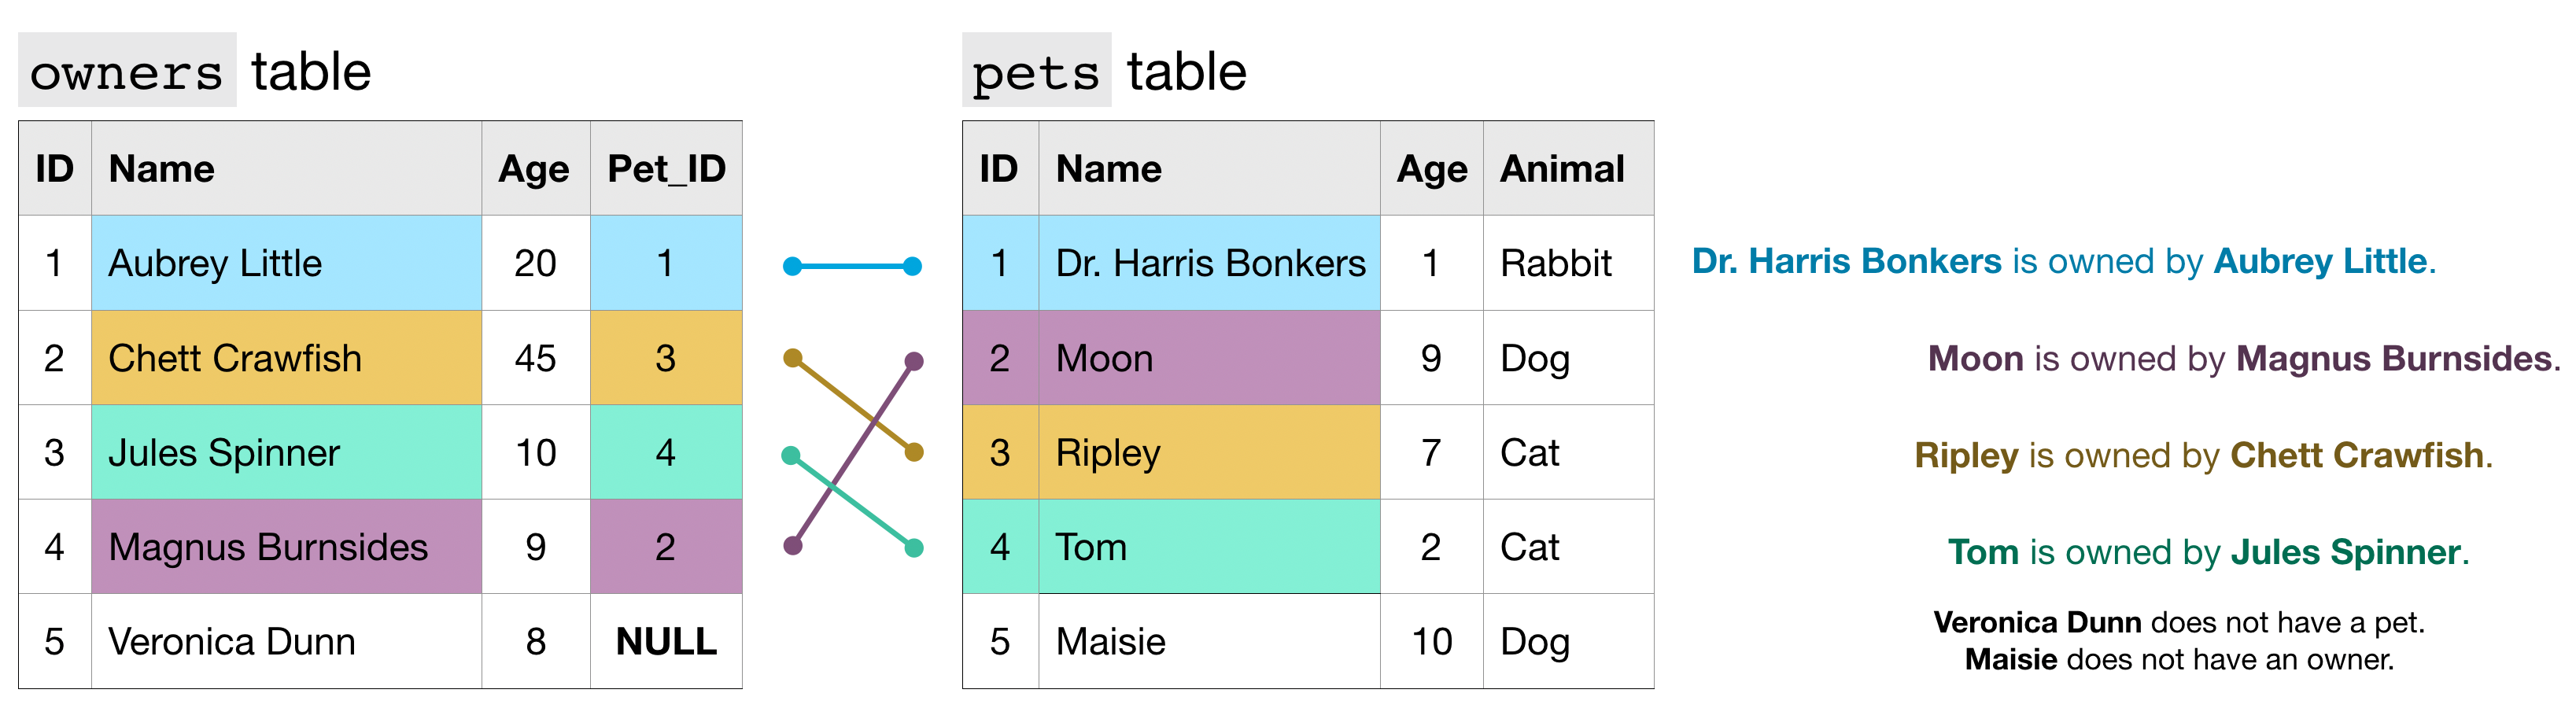 owners table
ID Name Age Pet_ID
1 Aubrey Little 20 1
2 Chett Crawfish 45 3
3 Jules Spinner 10 4
4 Magnus Burnsides 9 2
5 Veronica Dunn 8 NULL
pets table
ID Name Age Animal
1 Dr. Harris Bonkers 1 Rabbit
2 Moon 9 Dog
3 Ripley 7 Cat
4 Tom 2 Cat
5 Maisie 10 Dog
Dr. Harris Bonkers is owned by Aubrey Little.
Moon is owned by Magnus Burnsides.
Ripley is owned by Chett Crawfish.
Tom is owned by Jules Spinner.
Veronica Dunn does not have a pet.
Maisie does not have an owner.